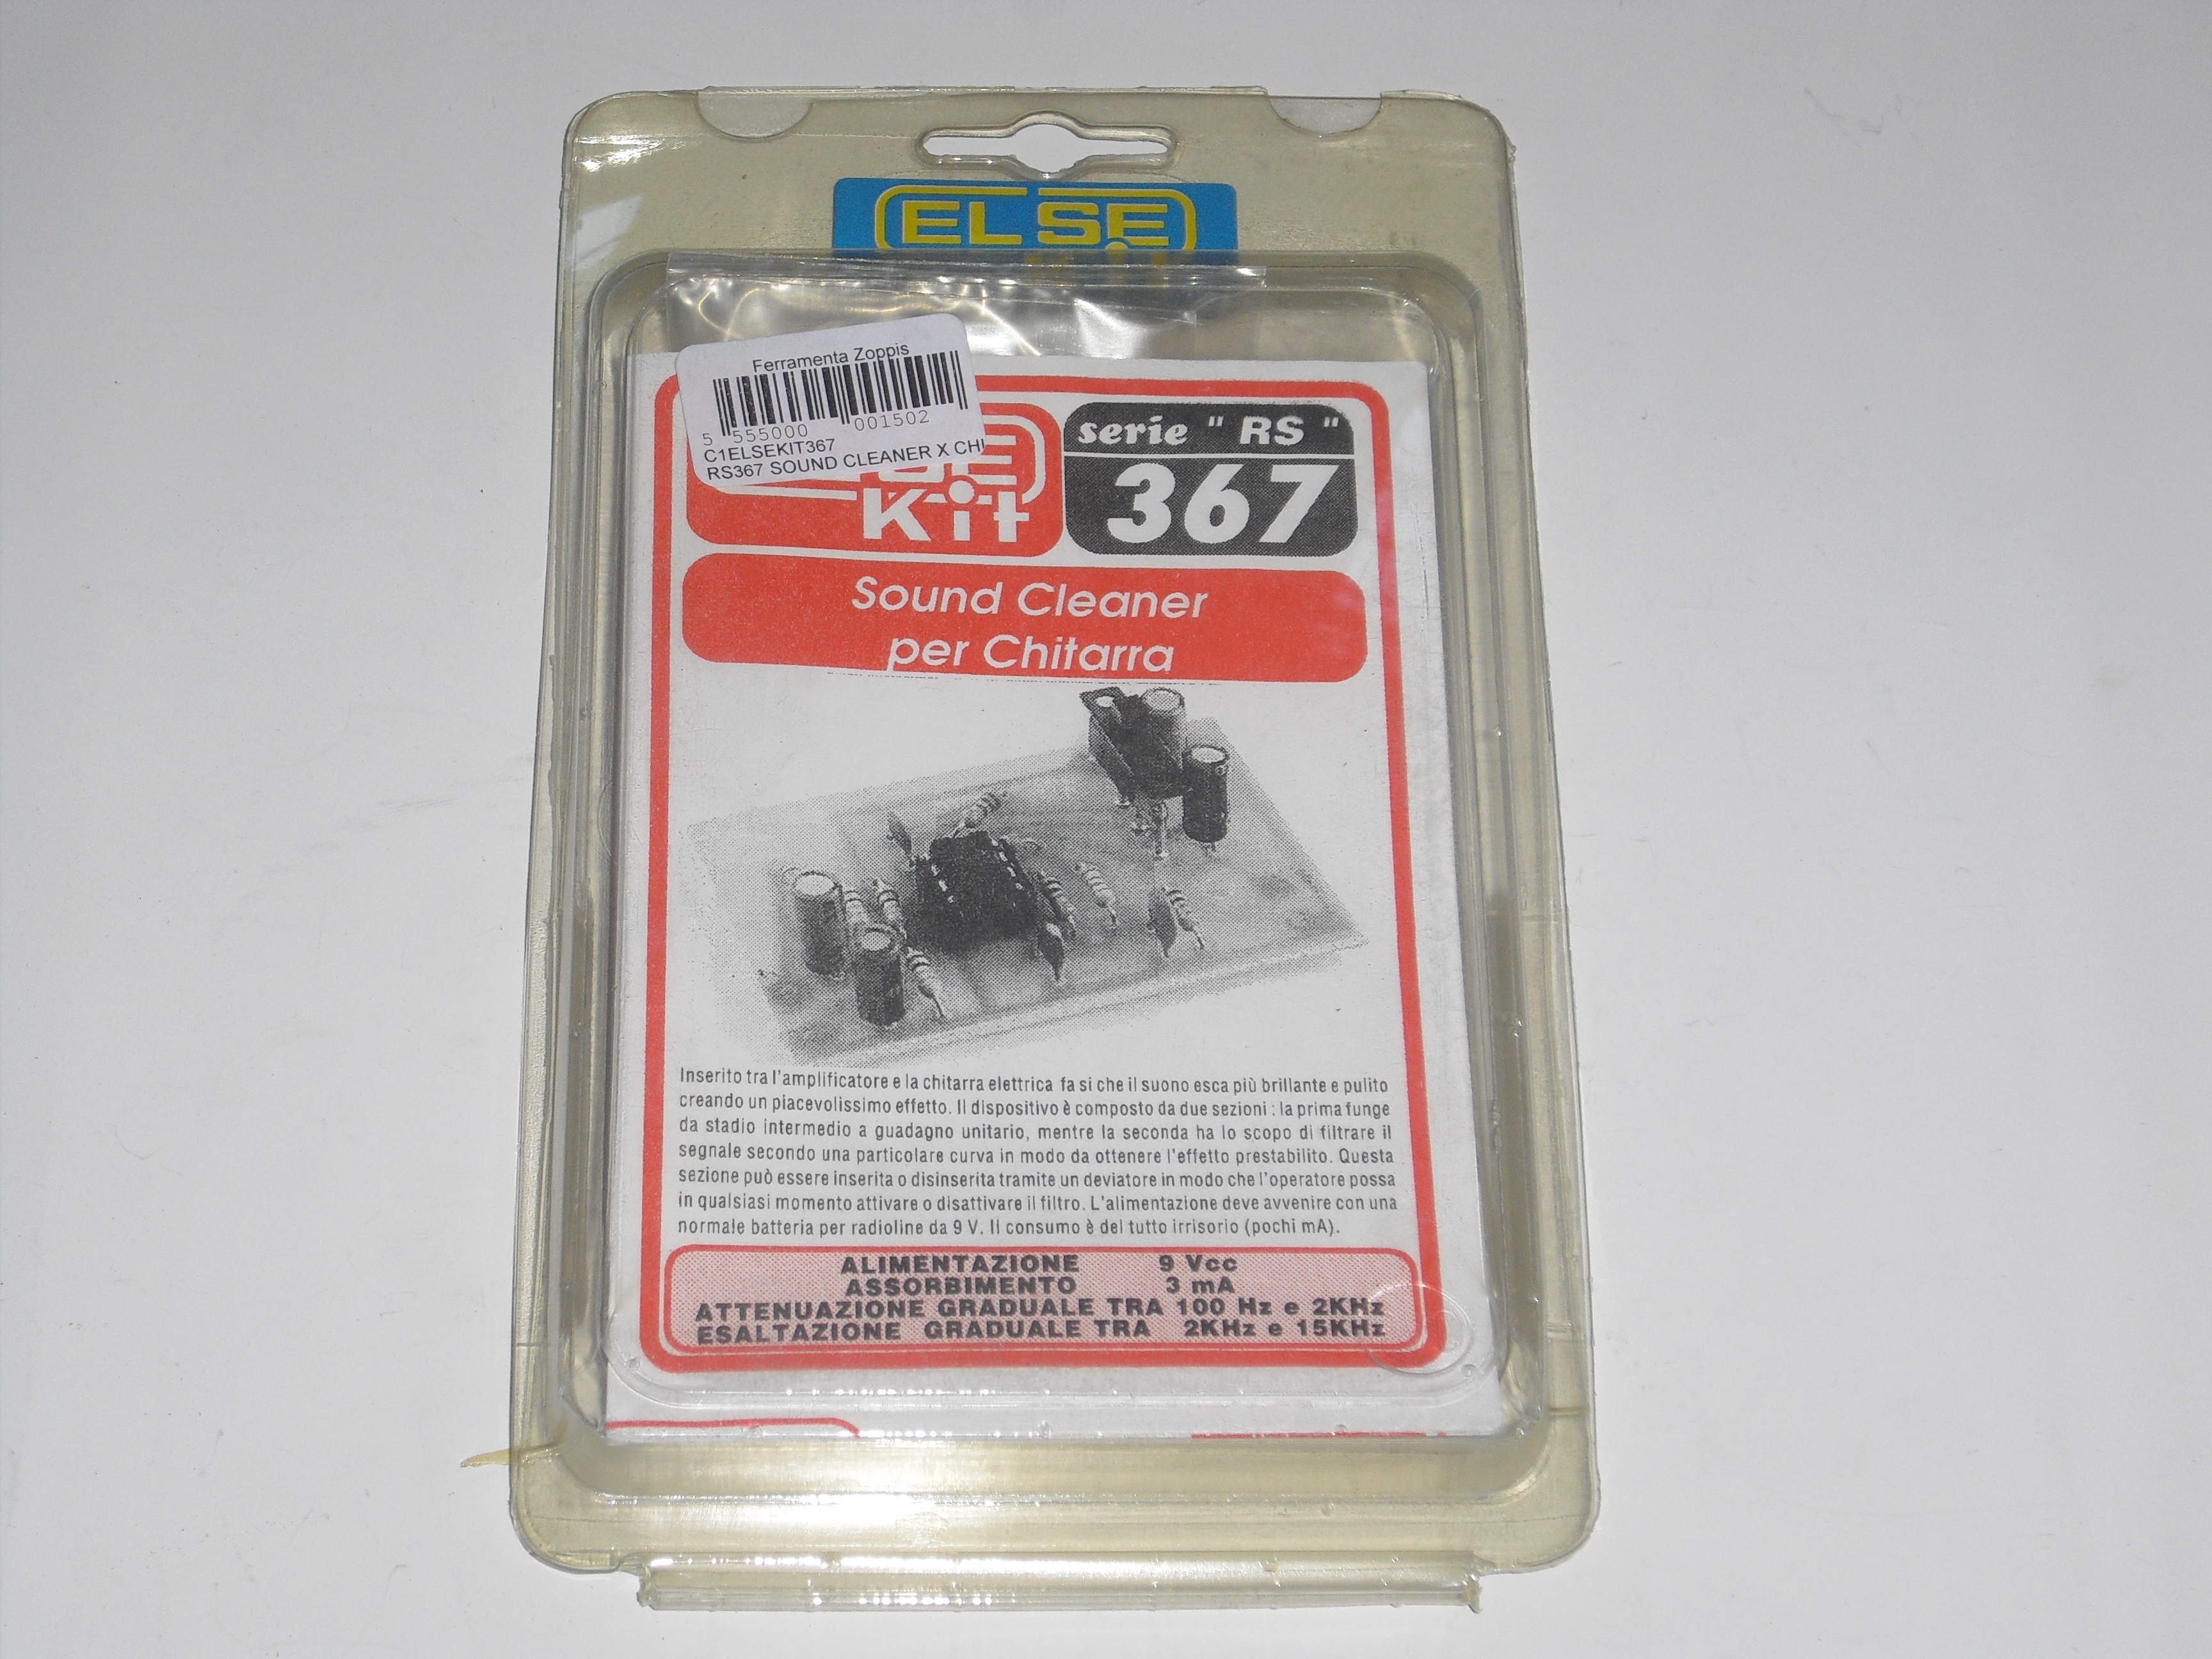 ELSE
Ferramenta Zoppis
5 555000 001502
C1ELSEKIT367
RS367 SOUND CLEANER X CHI
Kit
serie " RS "
367
Sound Cleaner
per Chitarra
Inserito tra l'amplificatore e la chitarra elettrica fa si che il suono esca più brillante e pulito
creando un piacevolissimo effetto. Il dispositivo è composto da due sezioni : la prima funge
da stadio intermedio a guadagno unitario, mentre la seconda ha lo scopo di filtrare il
segnale secondo una particolare curva in modo da ottenere l'effetto prestabilito. Questa
sezione può essere inserita o disinserita tramite un deviatore in modo che l'operatore possa
in qualsiasi momento attivare o disattivare il filtro. L'alimentazione deve avvenire con una
normale batteria per radioline da 9 V. Il consumo è del tutto irrisorio (pochi mA).
ALIMENTAZIONE 9 Vcc
ASSORBIMENTO 3 mA
ATTENUAZIONE GRADUALE TRA 100 Hz e 2KHz
ESALTAZIONE GRADUALE TRA 2KHz e 15KHz